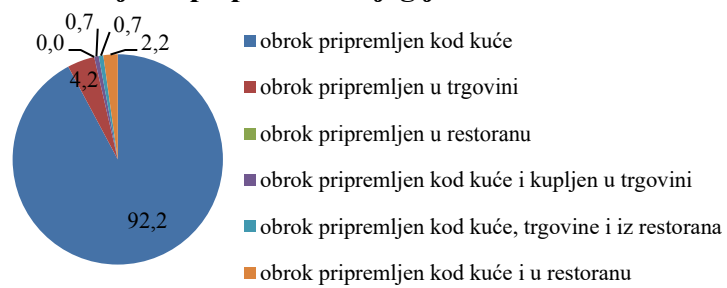 0,7
0,7
0,0
2,2
4,2
92,2
obrok pripremljen kod kuće
obrok pripremljen u trgovini
obrok pripremljen u restoranu
obrok pripremljen kod kuće i kupljen u trgovini
obrok pripremljen kod kuće, trgovine i iz restorana
obrok pripremljen kod kuće i u restoranu